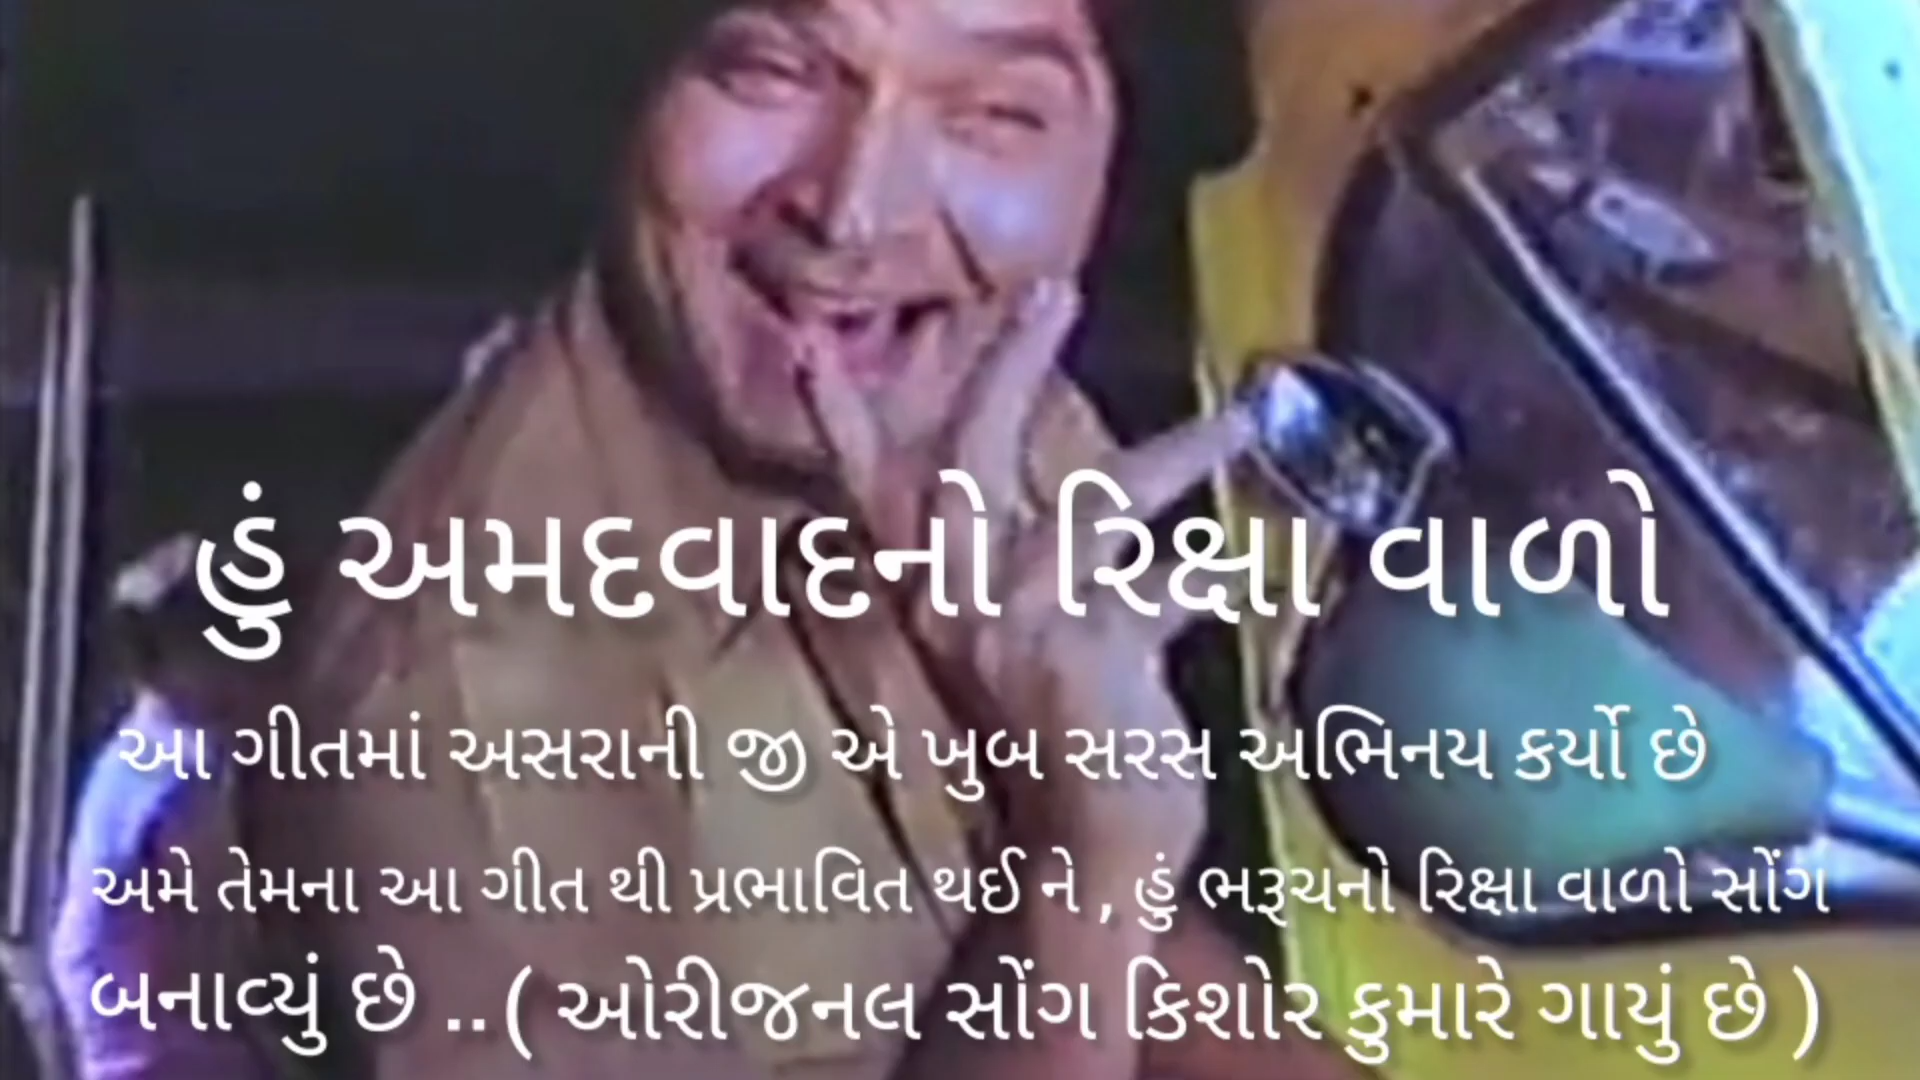 હું અમદવાદનો રિક્ષા વાળો
આ ગીતમાં અસરાની જી એ ખુબ સરસ અભિનય કર્યો છે
અમે તેમના આ ગીત થી પ્રભાવિત થઈ ને , હું ભરૂચનો રિક્ષા વાળો સોંગ
બનાવ્યું છે ..( ઓરીજનલ સોંગ કિશોર કુમારે ગાયું છે )